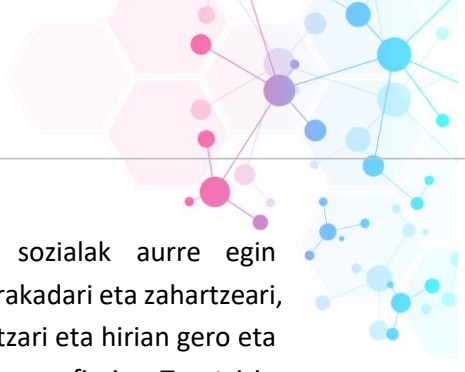 sozialak aurre egin
rakadari eta zahartzeari,
tzari eta hirian gero eta